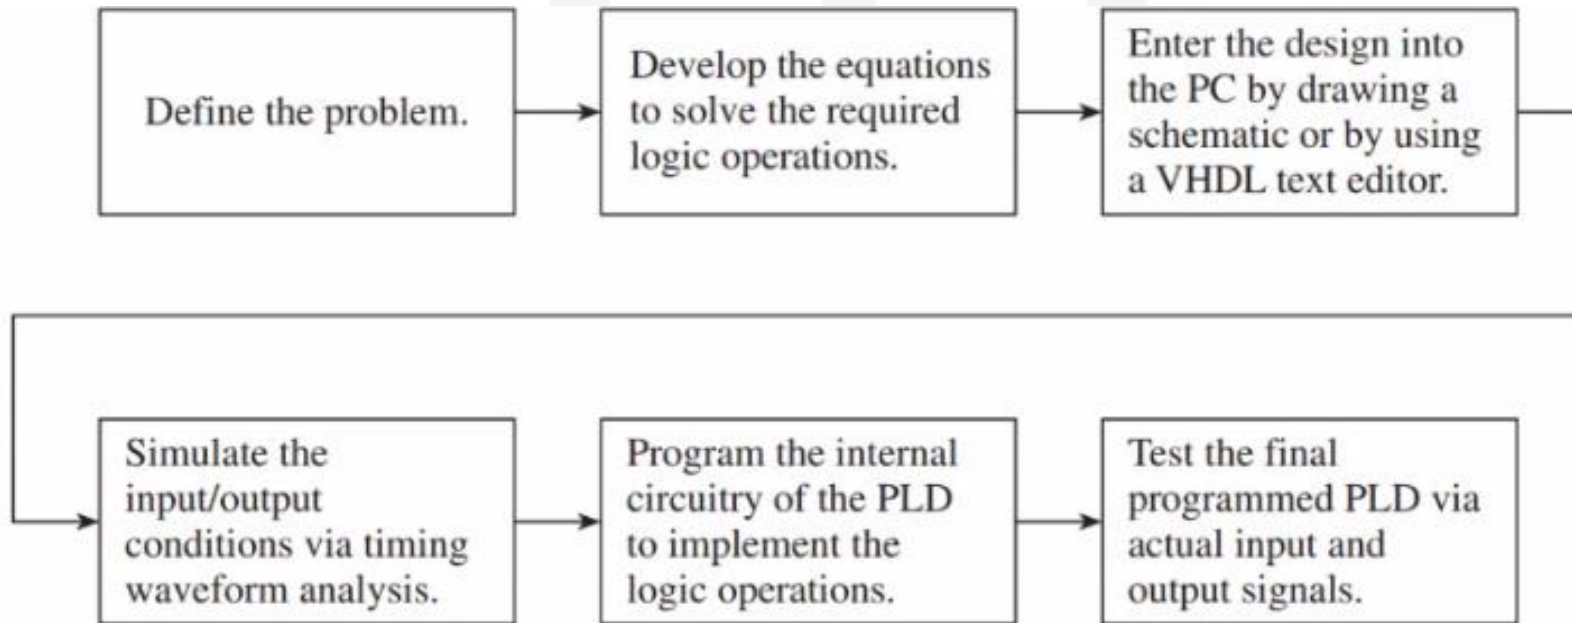 Define the problem.
Develop the equations
to solve the required
logic operations.
Enter the design into
the PC by drawing a
schematic or by using
a VHDL text editor.
Simulate the
input/output
conditions via timing
waveform analysis.
Program the internal
circuitry of the PLD
to implement the
logic operations.
Test the final
programmed PLD via
actual input and
output signals.